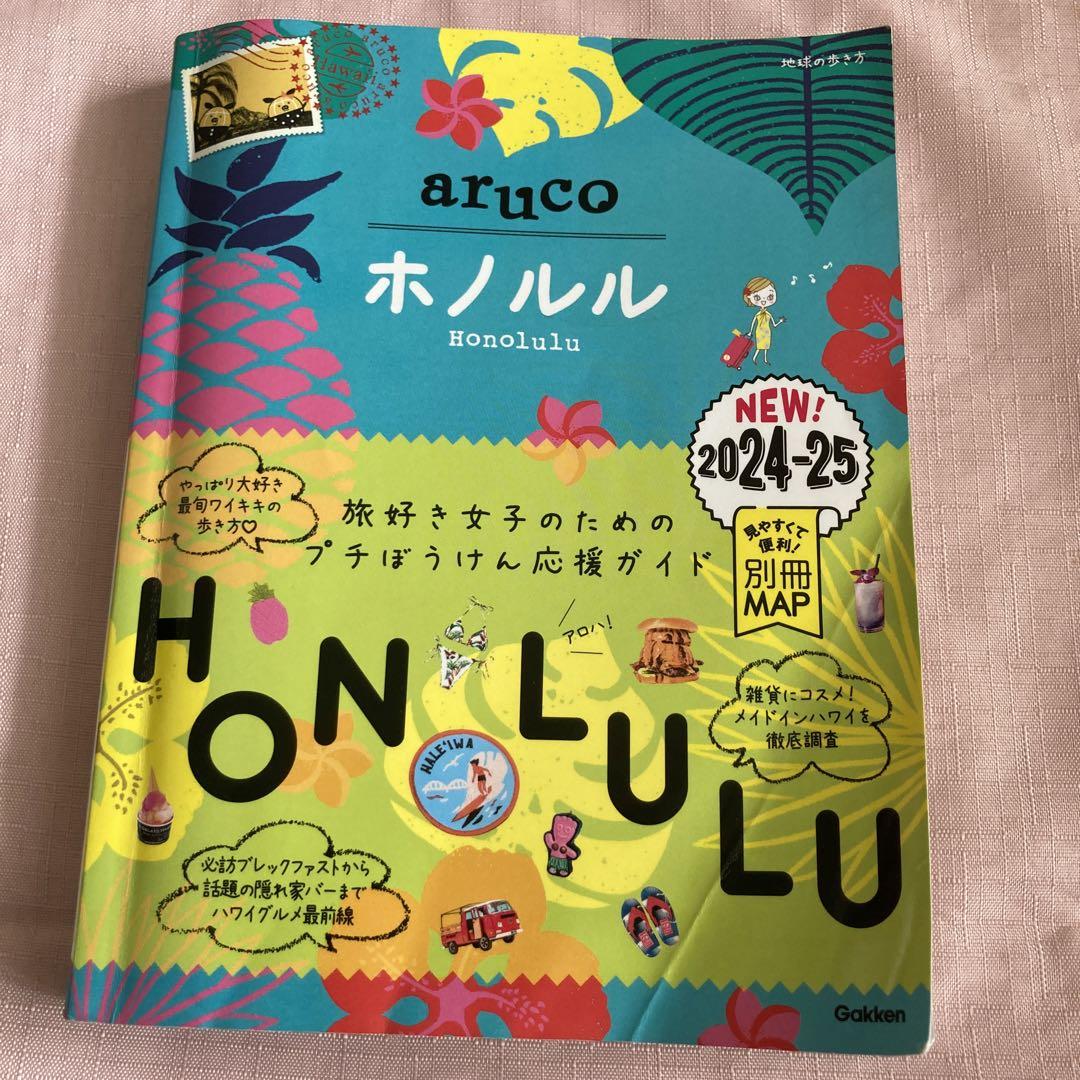 aruco aruco
Hawaii
地球の歩き方
aruco
ホノルル
Honolulu
NEW!
2024-25
見やすくて
便利!
別冊
MAP
やっぱり大好き
最旬ワイキキの
歩き方♡
旅好き女子のための
プチぼうけん応援ガイド
アロハ!
HONOLULU
HALE'IWA
雑貨にコスメ!
メイドインハワイを
徹底調査
必訪ブレックファストから
話題の隠れ家バーまで
ハワイグルメ最前線
Gakken